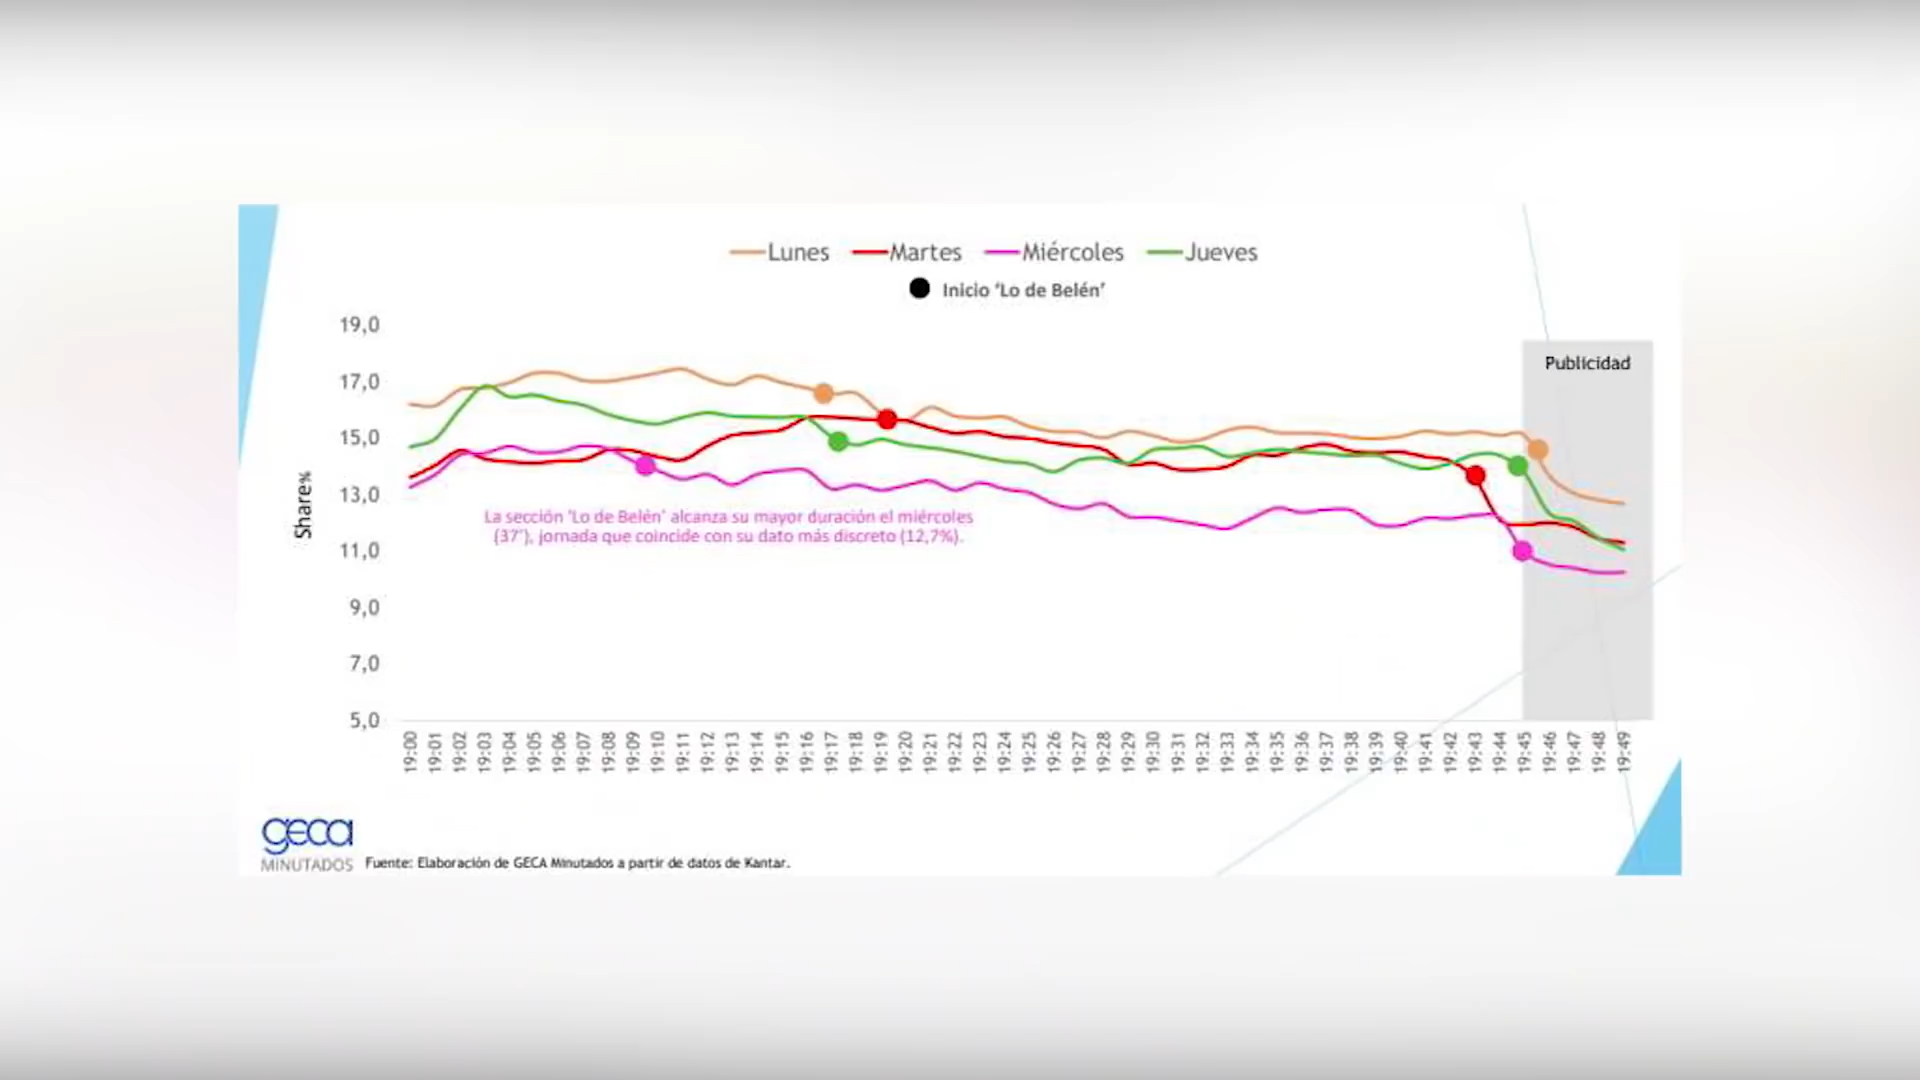 Lunes Martes Miércoles Jueves
Inicio ‘Lo de Belén’
19,0
17,0
15,0
13,0
11,0
9,0
7,0
5,0
Share%
Publicidad
La sección ‘Lo de Belén’ alcanza su mayor duración el miércoles
(37’), jornada que coincide con su dato más discreto (12,7%).
19:00 19:01 19:02 19:03 19:04 19:05 19:06 19:07 19:08 19:09 19:10 19:11 19:12 19:13 19:14 19:15 19:16 19:17 19:18 19:19 19:20 19:21 19:22 19:23 19:24 19:25 19:26 19:27 19:28 19:29 19:30 19:31 19:32 19:33 19:34 19:35 19:36 19:37 19:38 19:39 19:40 19:41 19:42 19:43 19:44 19:45 19:46 19:47 19:48 19:49
geca
MINUTADOS
Fuente: Elaboración de GECA Minutados a partir de datos de Kantar.